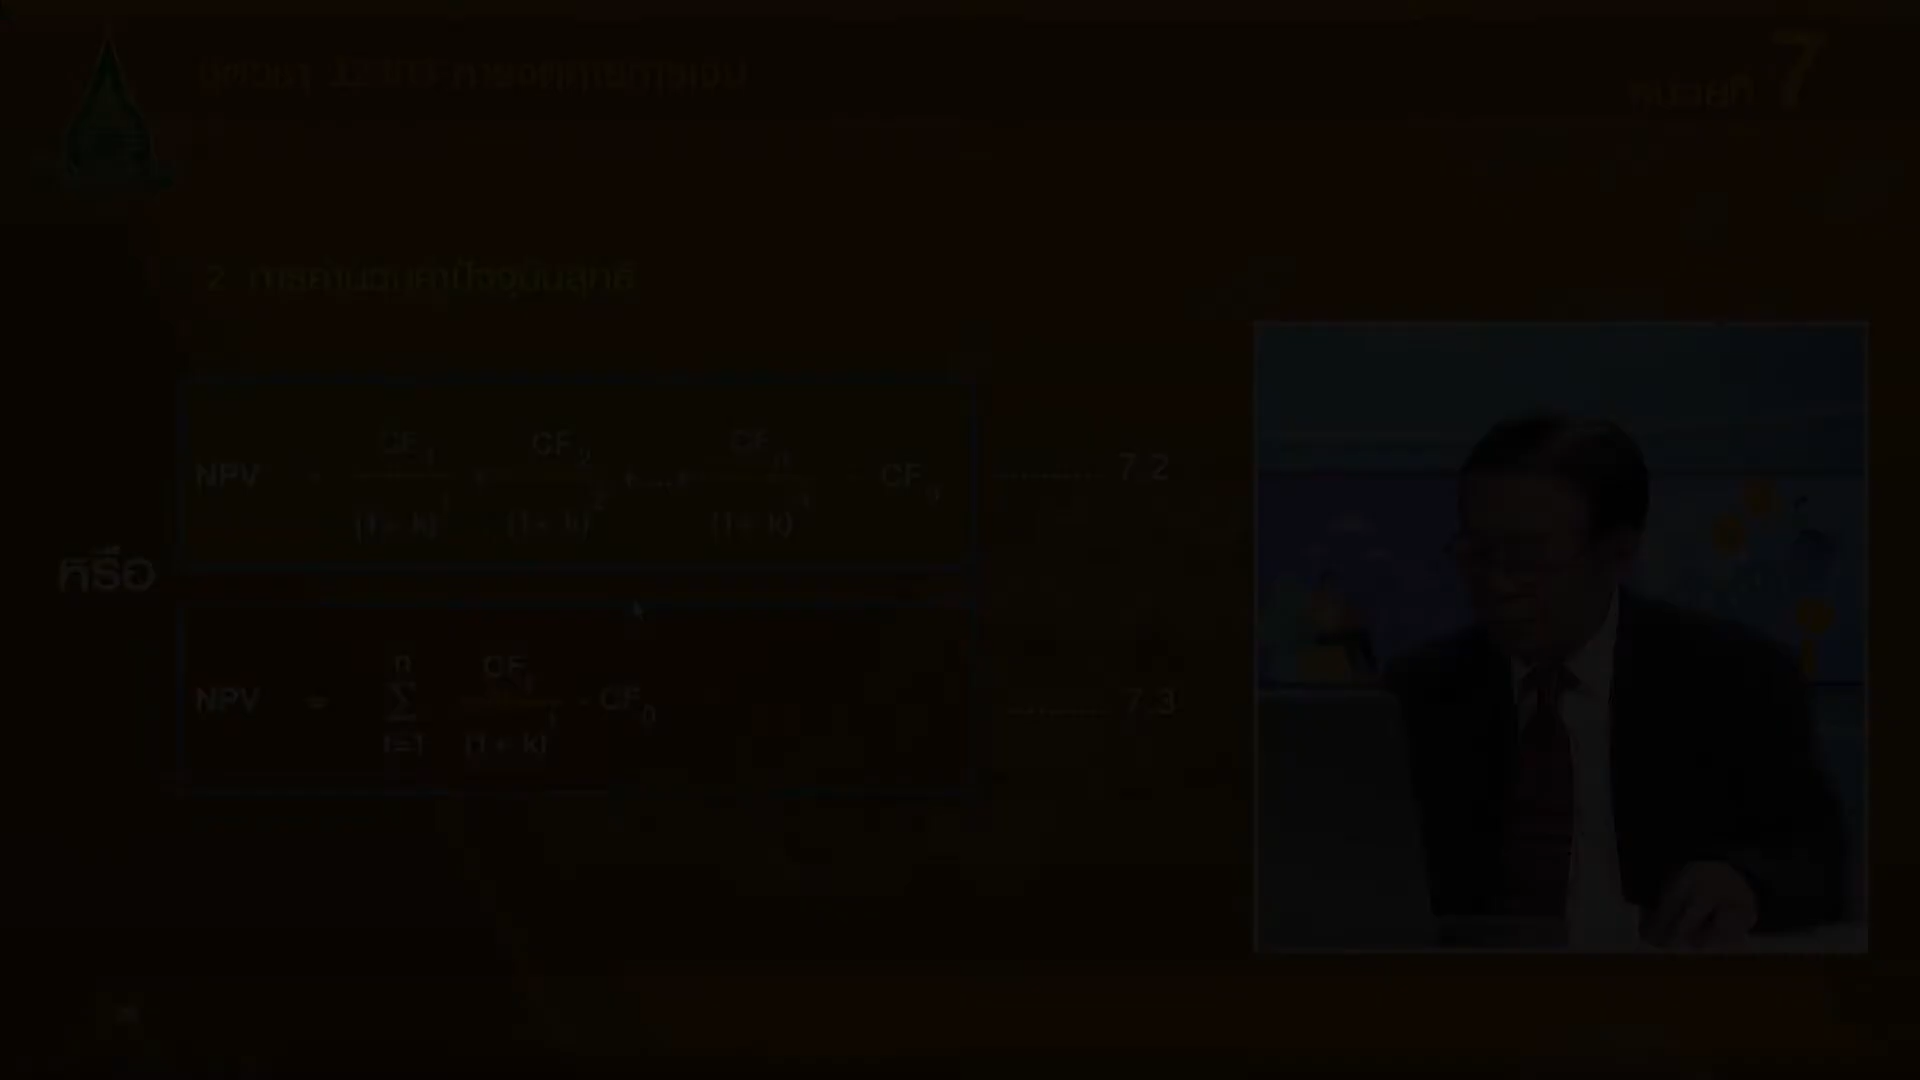 หน่วยที่ 7
2 การคำนวณค่าปัจจุบันสุทธิ
NPV = CF1 / (1 + k)^1 + CF2 / (1 + k)^2 +...+ CFn / (1 + k)^n - CF0 ............ 7.2
หรือ
NPV = n Σ t=1 CFt / (1 + k)^t - CF0 ............ 7.3